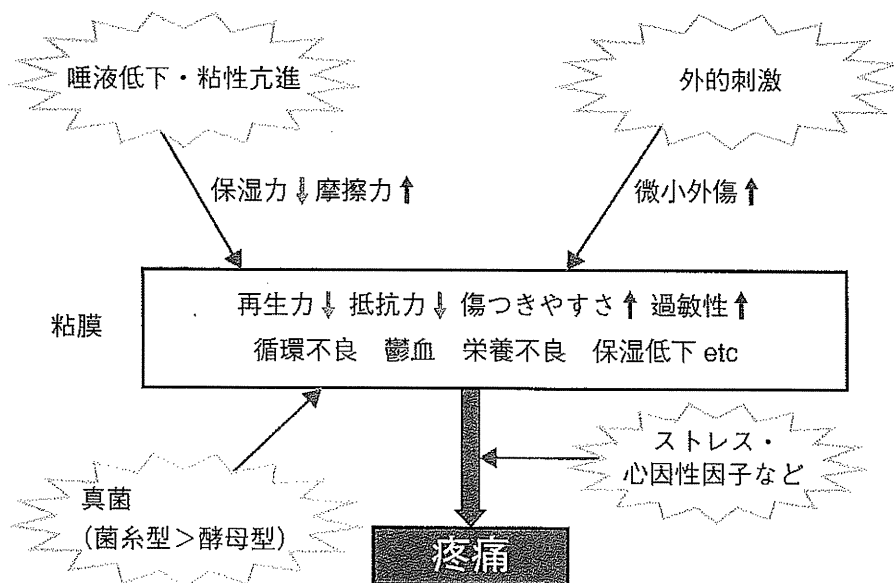 唾液低下・粘性亢進
外的刺激
保湿力⇩摩擦力⬆
微小外傷⬆
粘膜
再生力⇩ 抵抗力⇩ 傷つきやすさ⬆ 過敏性⬆
循環不良 鬱血 栄養不良 保湿低下 etc
ストレス・
心因性因子など
真菌
(菌糸型>酵母型)
疼痛